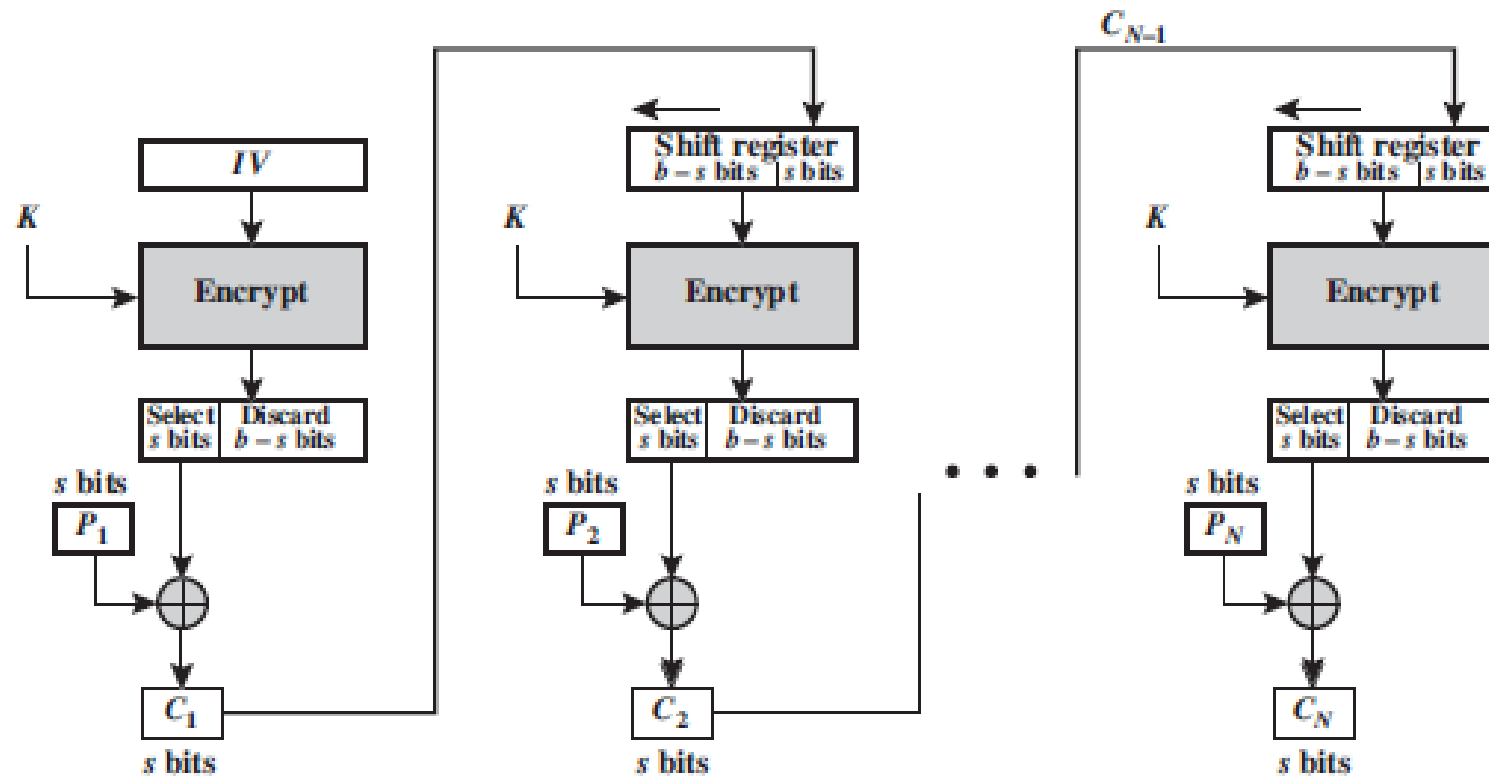 C_{N–1}
IV
Shift register
b – s bits | s bits
Shift register
b – s bits | s bits
K
K
K
Encrypt
Encrypt
Encrypt
Select
s bits
Discard
b – s bits
Select
s bits
Discard
b – s bits
Select
s bits
Discard
b – s bits
s bits
P_1
s bits
P_2
• • •
s bits
P_N
C_1
s bits
C_2
s bits
C_N
s bits